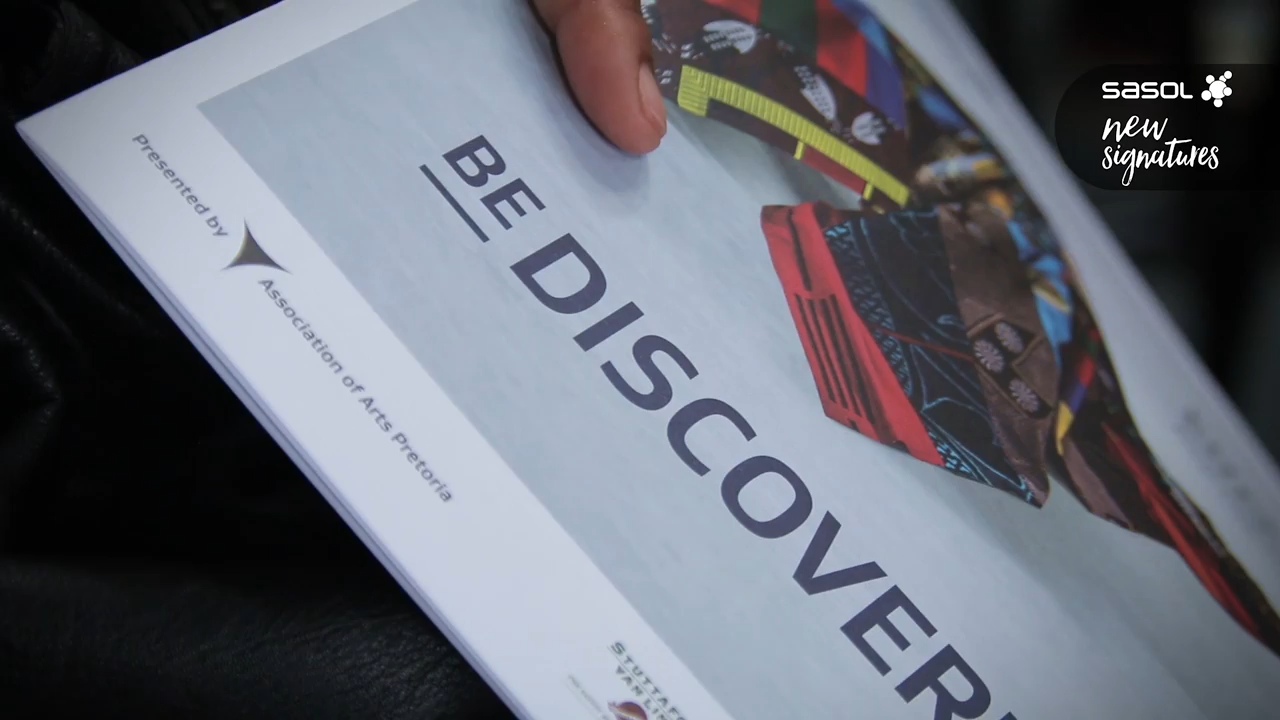 SASOL
new
signatures
BE DISCOVER
Presented by
Association of Arts Pretoria